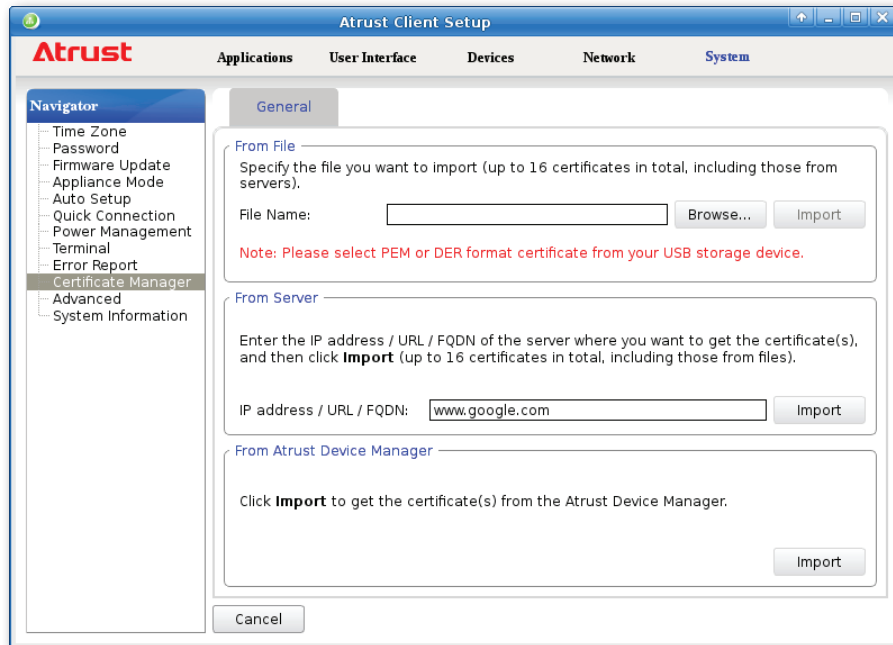 Atrust Client Setup
Atrust
Applications
User Interface
Devices
Network
System
Navigator
Time Zone
Password
Firmware Update
Appliance Mode
Auto Setup
Quick Connection
Power Management
Terminal
Error Report
Certificate Manager
Advanced
System Information
General
From File
Specify the file you want to import (up to 16 certificates in total, including those from
servers).
File Name:
Browse...
Import
Note: Please select PEM or DER format certificate from your USB storage device.
From Server
Enter the IP address / URL / FQDN of the server where you want to get the certificate(s),
and then click Import (up to 16 certificates in total, including those from files).
IP address / URL / FQDN:
www.google.com
Import
From Atrust Device Manager
Click Import to get the certificate(s) from the Atrust Device Manager.
Import
Cancel